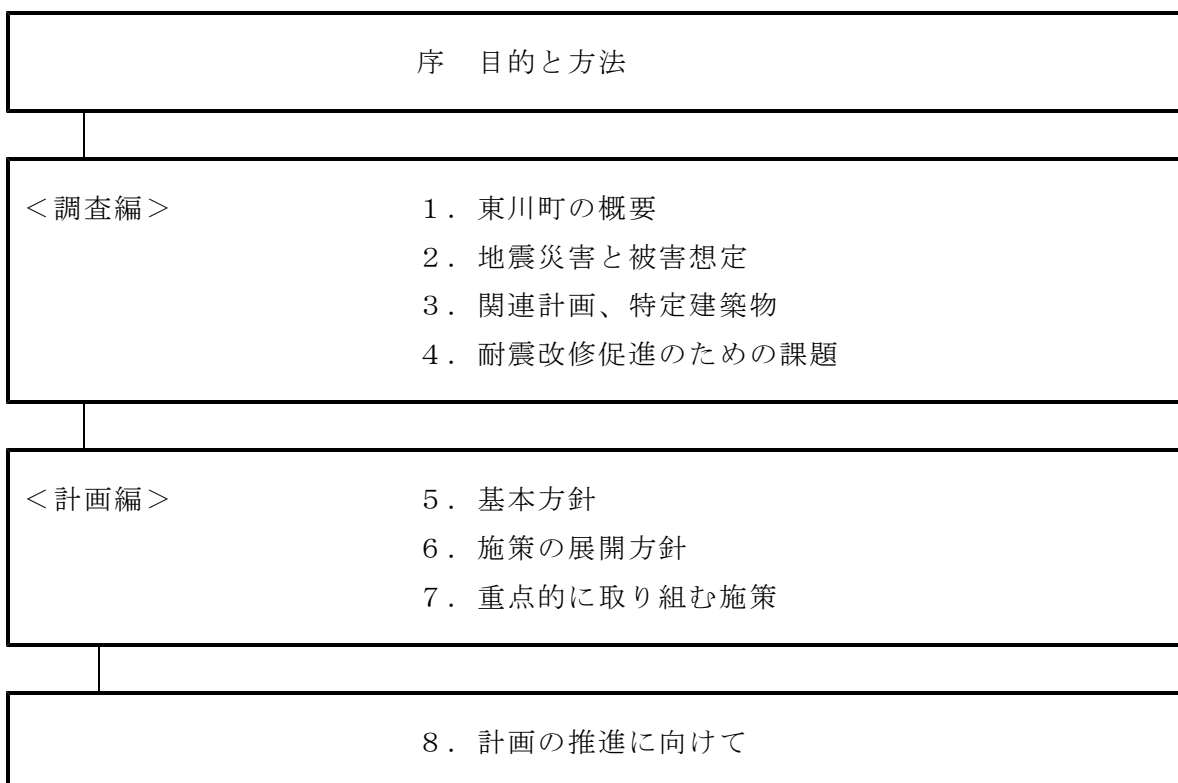 序　目的と方法
＜調査編＞　１．東川町の概要
２．地震災害と被害想定
３．関連計画、特定建築物
４．耐震改修促進のための課題
＜計画編＞　５．基本方針
６．施策の展開方針
７．重点的に取り組む施策
８．計画の推進に向けて